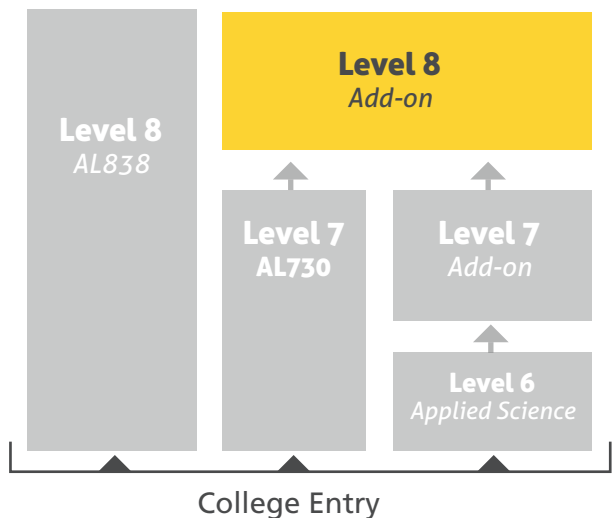 Level 8
AL838
Level 8
Add-on
Level 7
AL730
Level 7
Add-on
Level 6
Applied Science
College Entry